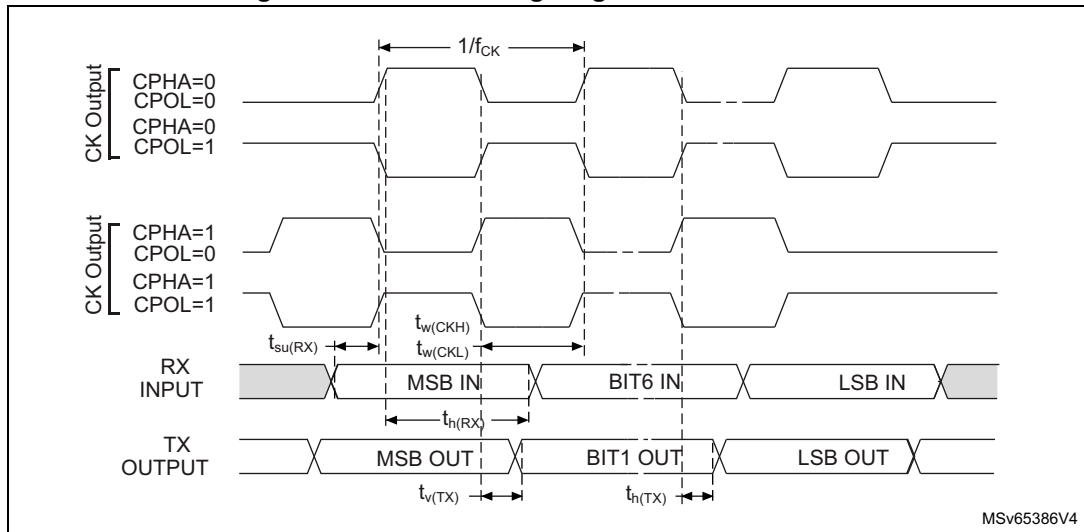 1/fCK
CK Output
CPHA=0
CPOL=0
CPHA=0
CPOL=1
CK Output
CPHA=1
CPOL=0
CPHA=1
CPOL=1
tw(CKH)
tsu(RX)
tw(CKL)
RX
INPUT
MSB IN
BIT6 IN
LSB IN
th(RX)
TX
OUTPUT
MSB OUT
BIT1 OUT
LSB OUT
tv(TX)
th(TX)
MSv65386V4